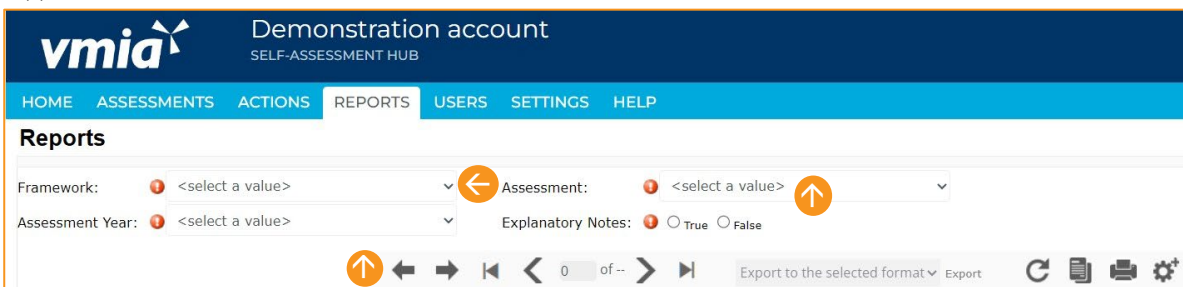 vmia
Demonstration account
SELF-ASSESSMENT HUB
HOME ASSESSMENTS ACTIONS REPORTS USERS SETTINGS HELP
Reports
Framework: <select a value> Assessment: <select a value>
Assessment Year: <select a value> Explanatory Notes: True False
0 of -- Export to the selected format Export